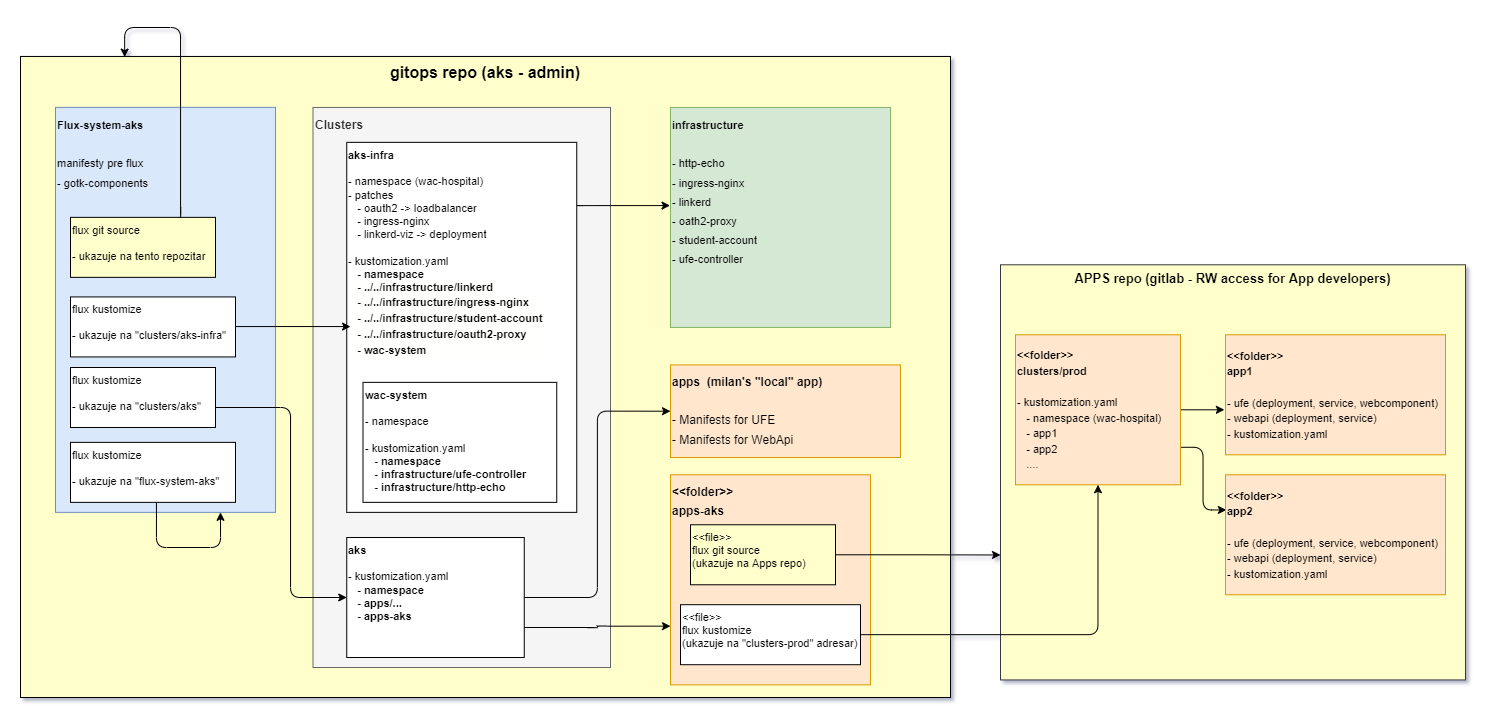 gitops repo (aks - admin)
Flux-system-aks
manifesty pre flux
- gotk-components
flux git source
- ukazuje na tento repozitar
flux kustomize
- ukazuje na "clusters/aks-infra"
flux kustomize
- ukazuje na "clusters/aks"
flux kustomize
- ukazuje na "flux-system-aks"
Clusters
aks-infra
- namespace (wac-hospital)
- patches
- oauth2 -> loadbalancer
- ingress-nginx
- linkerd-viz -> deployment
- kustomization.yaml
- namespace
- ../../infrastructure/linkerd
- ../../infrastructure/ingress-nginx
- ../../infrastructure/student-account
- ../../infrastructure/oauth2-proxy
- wac-system
wac-system
- namespace
- kustomization.yaml
- namespace
- infrastructure/ufe-controller
- infrastructure/http-echo
aks
- kustomization.yaml
- namespace
- apps/...
- apps-aks
infrastructure
- http-echo
- ingress-nginx
- linkerd
- oath2-proxy
- student-account
- ufe-controller
apps (milan's "local" app)
- Manifests for UFE
- Manifests for WebApi
<<folder>>
apps-aks
<<file>>
flux git source
(ukazuje na Apps repo)
<<file>>
flux kustomize
(ukazuje na "clusters-prod" adresar)
APPS repo (gitlab - RW access for App developers)
<<folder>>
clusters/prod
- kustomization.yaml
- namespace (wac-hospital)
- app1
- app2
....
<<folder>>
app1
- ufe (deployment, service, webcomponent)
- webapi (deployment, service)
- kustomization.yaml
<<folder>>
app2
- ufe (deployment, service, webcomponent)
- webapi (deployment, service)
- kustomization.yaml